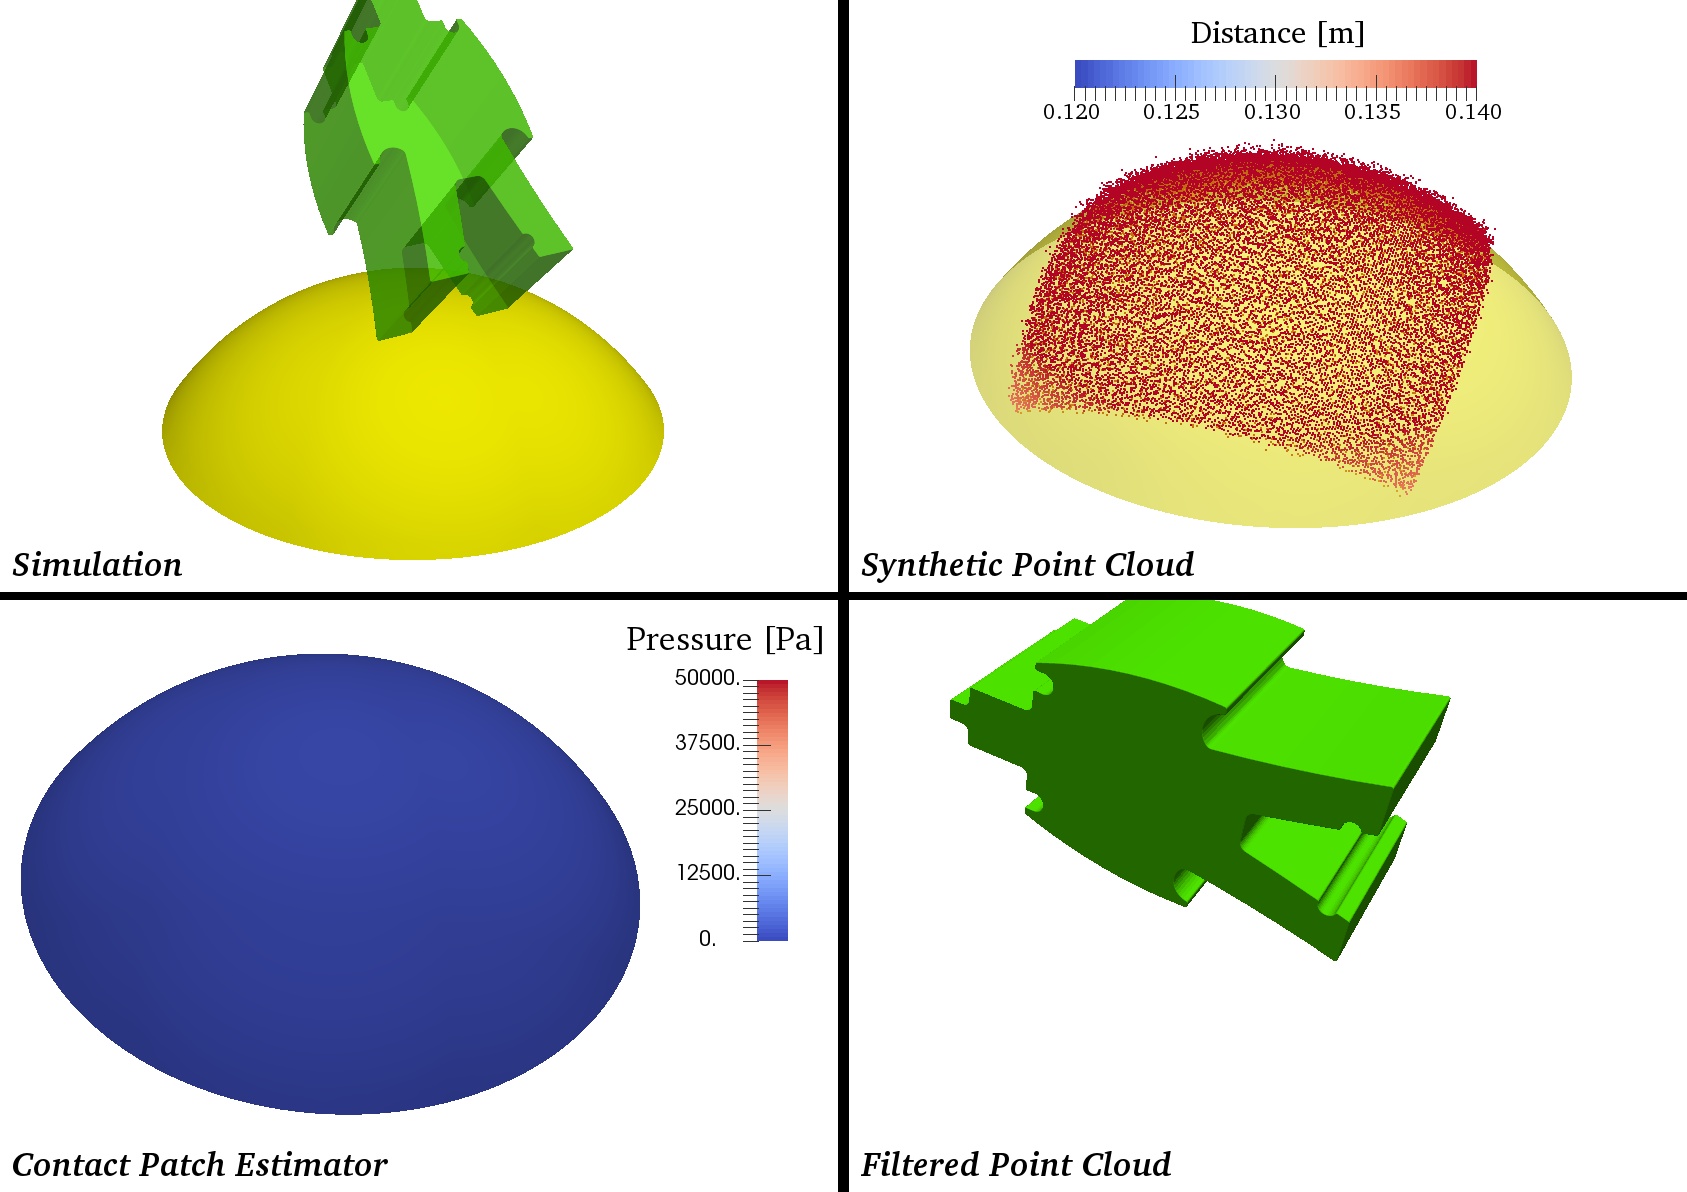 Simulation
Distance [m]
0.120 0.125 0.130 0.135 0.140
Synthetic Point Cloud
Pressure [Pa]
50000.
37500.
25000.
12500.
0.
Contact Patch Estimator
Filtered Point Cloud